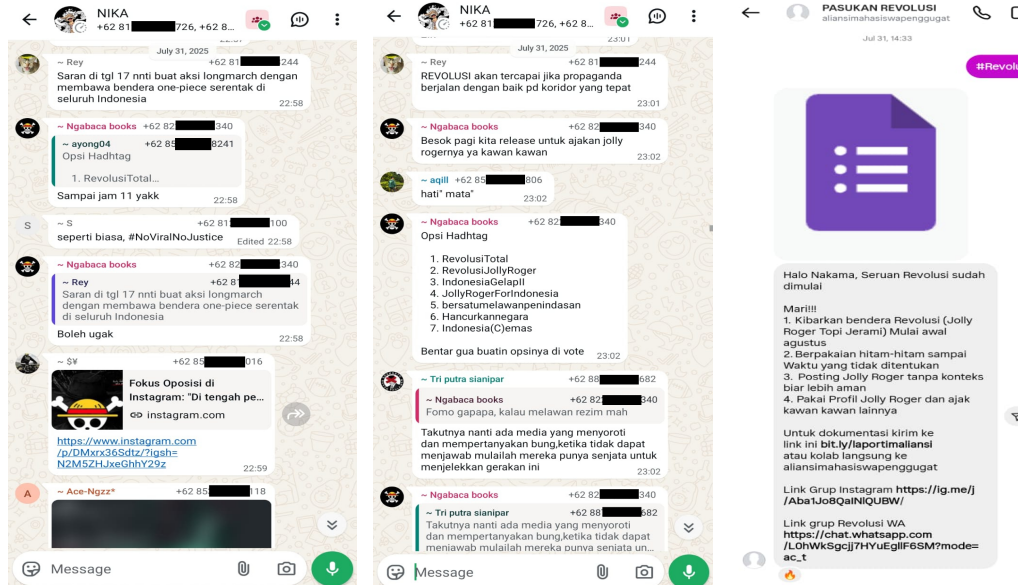 NIKA
+62 81 726, +62 8...
July 31, 2025
~ Rey +62 81 244
Saran di tgl 17 nnti buat aksi longmarch dengan
membawa bendera one-piece serentak di
seluruh Indonesia
22:58
~ Ngabaca books +62 82 340
~ ayong04 +62 85 8241
Opsi Hadhtag
1. RevolusiTotal...
Sampai jam 11 yakk
22:58
S
~ S +62 81 100
seperti biasa, #NoViralNoJustice
Edited 22:58
~ Ngabaca books +62 82 340
~ Rey +62 8 44
Saran di tgl 17 nnti buat aksi longmarch
dengan membawa bendera one-piece serentak
di seluruh Indonesia
Boleh ugak
22:58
~ $¥ +62 85 016
Fokus Oposisi di
Instagram: "Di tengah pe...
instagram.com
https://www.instagram.com
/p/DMxrx36Sdtz/?igsh=
N2M5ZHJxeGhhY29z
22:59
A
~ Ace-Ngzz* +62 85 118
Message
NIKA
+62 81 726, +62 8...
23:01
July 31, 2025
~ Rey +62 81 244
REVOLUSI akan tercapai jika propaganda
berjalan dengan baik pd koridor yang tepat
23:01
~ Ngabaca books +62 82 340
Besok pagi kita release untuk ajakan jolly
rogernya ya kawan kawan
23:02
~ aqill +62 85 806
hati" mata"
23:02
~ Ngabaca books +62 82 340
Opsi Hadhtag
1. RevolusiTotal
2. RevolusiJollyRoger
3. IndonesiaGelapII
4. JollyRogerForIndonesia
5. bersatumelawanpenindasan
6. Hancurkannegara
7. Indonesia(C)emas
Bentar gua buatin opsinya di vote
23:02
~ Tri putra sianipar +62 88 682
~ Ngabaca books +62 82 340
Fomo gapapa, kalau melawan rezim mah
Takutnya nanti ada media yang menyoroti
dan mempertanyakan bung,ketika tidak dapat
menjawab mulailah mereka punya senjata untuk
menjelekkan gerakan ini
23:02
~ Ngabaca books +62 82 340
~ Tri putra sianipar +62 88 682
Takutnya nanti ada media yang menyoroti
dan mempertanyakan bung,ketika tidak dapat
menjawab mulailah mereka punya senjata un...
Message
PASUKAN REVOLUSI
aliansimahasiswapenggugat
Jul 31, 14:33
#Revolu
Halo Nakama, Seruan Revolusi sudah
dimulai
Mari!!!
1. Kibarkan bendera Revolusi (Jolly
Roger Topi Jerami) Mulai awal
agustus
2. Berpakaian hitam-hitam sampai
Waktu yang tidak ditentukan
3. Posting Jolly Roger tanpa konteks
biar lebih aman
4. Pakai Profil Jolly Roger dan ajak
kawan kawan lainnya
Untuk dokumentasi kirim ke
link ini bit.ly/laportimaliansi
atau kolab langsung ke
aliansimahasiswapenggugat
Link Grup Instagram https://ig.me/j
/Aba1Jo8QaINlQUBW/
Link grup Revolusi WA
https://chat.whatsapp.com
/L0hWkSgcjj7HYuEgllF6SM?mode=
ac_t